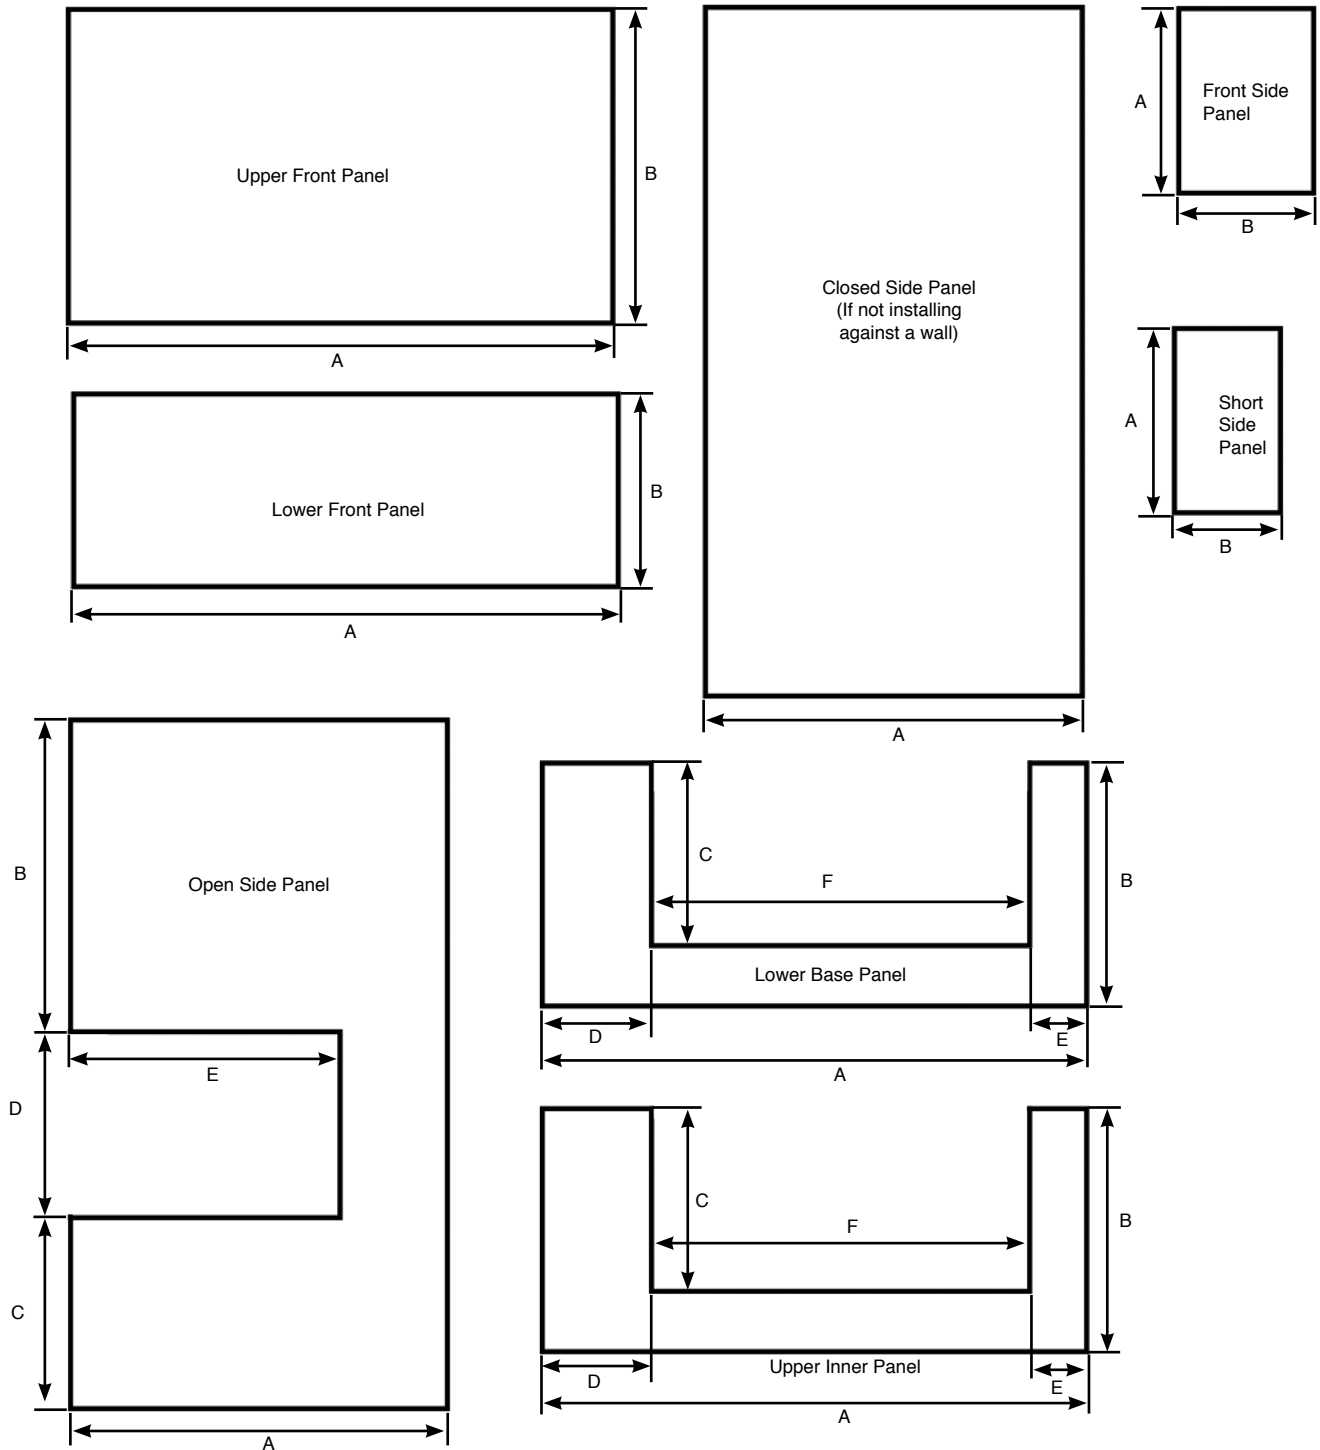 Upper Front Panel
B
A
Lower Front Panel
B
A
Closed Side Panel
(If not installing
against a wall)
A
A
Front Side
Panel
B
A
Short
Side
Panel
B
B
Open Side Panel
E
D
C
A
C
F
B
Lower Base Panel
D
E
A
C
F
B
Upper Inner Panel
D
E
A